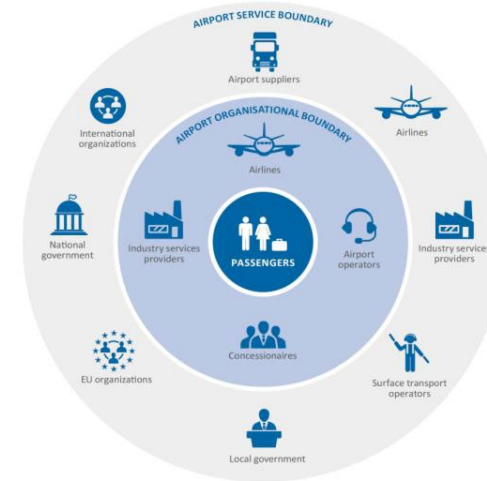 AIRPORT SERVICE BOUNDARY
Airport suppliers
International
organizations
Airlines
AIRPORT ORGANISATIONAL BOUNDARY
Airlines
National
government
Industry services
providers
PASSENGERS
Airport
operators
Industry services
providers
Concessionaires
EU organizations
Surface transport
operators
Local government